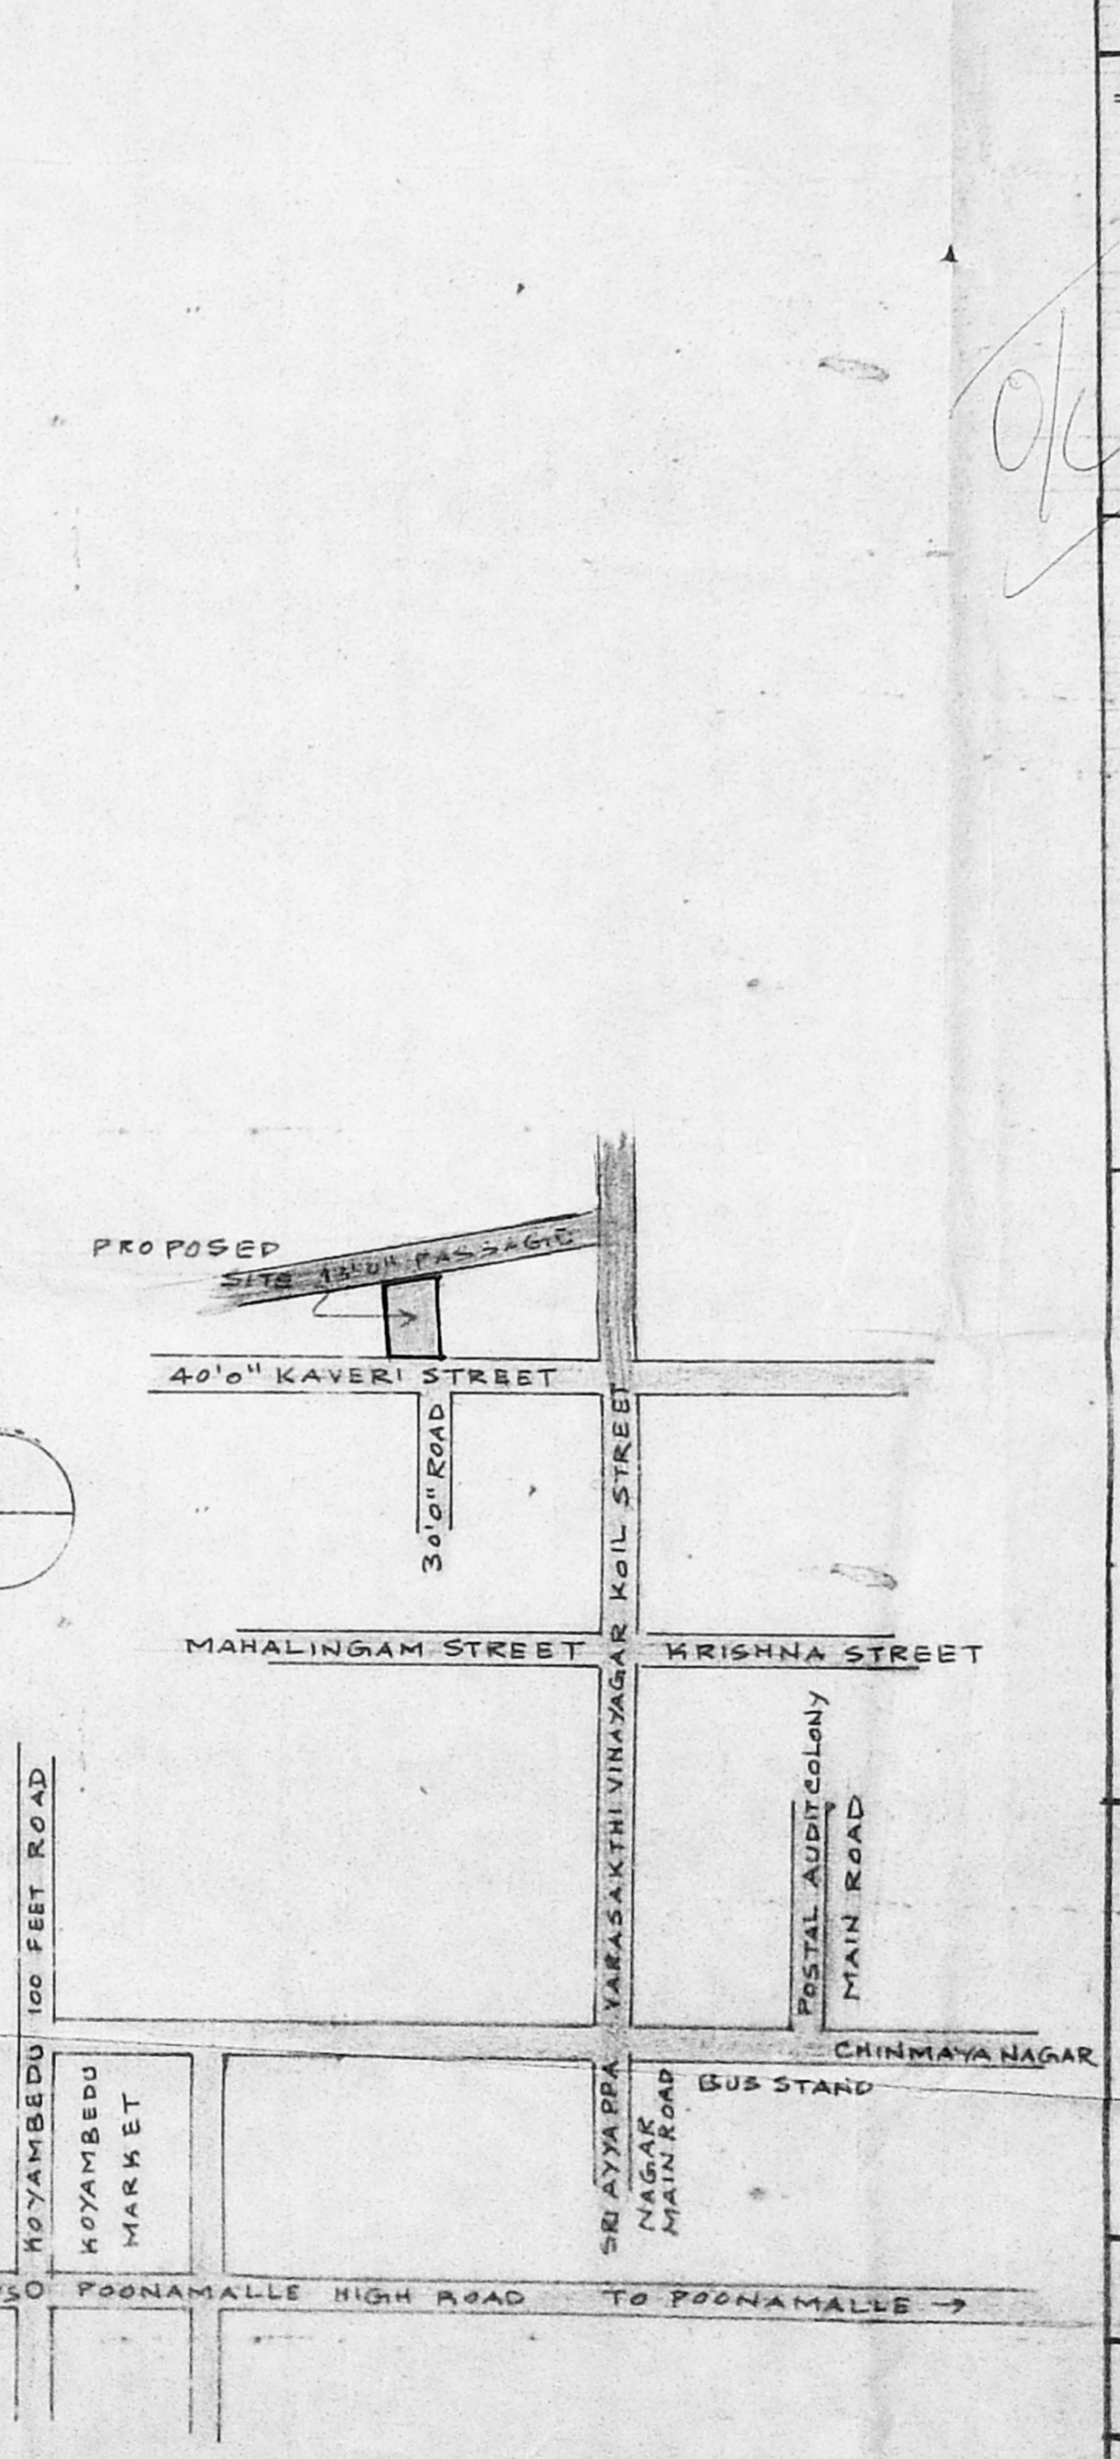 PROPOSED
SITE 13'0" PASSAGE
40'0" KAVERI STREET
30'0" ROAD
MAHALINGAM STREET
KRISHNA STREET
VARASAKTHI VINAYAGAR KOIL STREET
POSTAL AUDIT COLONY
MAIN ROAD
KOYAMBEDU 100 FEET ROAD
CHINMAYA NAGAR
BUS STAND
KOYAMBEDU
MARKET
SRI AYYAPPA
NAGAR
MAIN ROAD
POONAMALLE HIGH ROAD TO POONAMALLE →